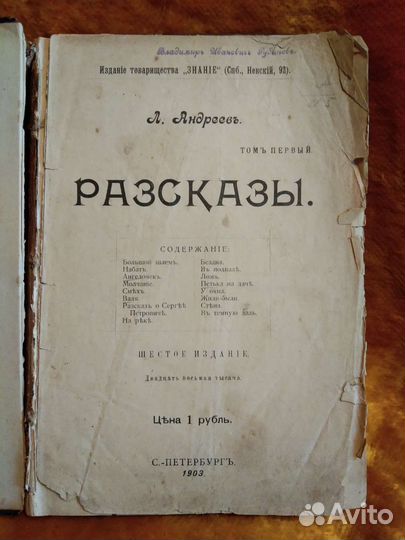 Владимиръ Ивановичъ
Изданіе товарищества „ЗНАНІЕ“ (Спб., Невскій, 92).
Л. Андреевъ.
ТОМЪ ПЕРВЫЙ
РАЗСКАЗЫ.
СОДЕРЖАНІЕ:
Большой шлемъ.
Набатъ.
Ангелочекъ.
Молчаніе.
Смѣхъ.
Валя
Разсказъ о Сергѣѣ
Петровичѣ.
На рѣкѣ.
Бездна.
Въ подвалѣ.
Ложь.
Петька на дачѣ.
У окна.
Жили-были.
Стѣна.
Въ темную даль.
ШЕСТОЕ ИЗДАНІЕ.
Двадцать восьмая тысяча.
Цѣна 1 рубль.
С.-ПЕТЕРБУРГЪ.
1903.
Avito